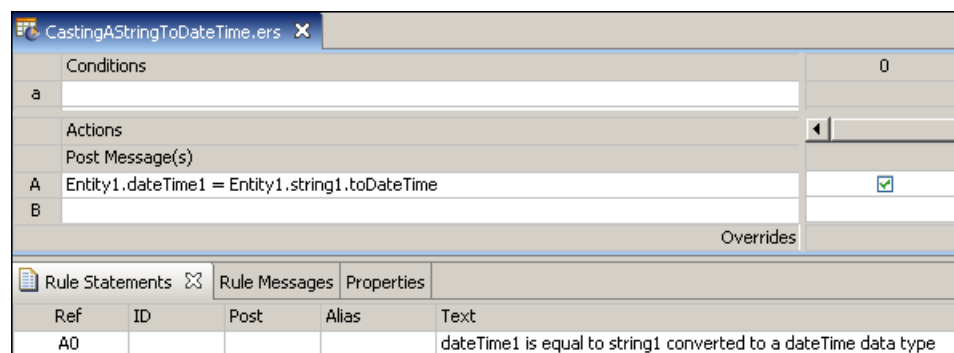 CastingAStringToDateTime.ers
Conditions 0
a
Actions
Post Message(s)
A Entity1.dateTime1 = Entity1.string1.toDateTime
B
Overrides
Rule Statements Rule Messages Properties
Ref ID Post Alias Text
A0 dateTime1 is equal to string1 converted to a dateTime data type